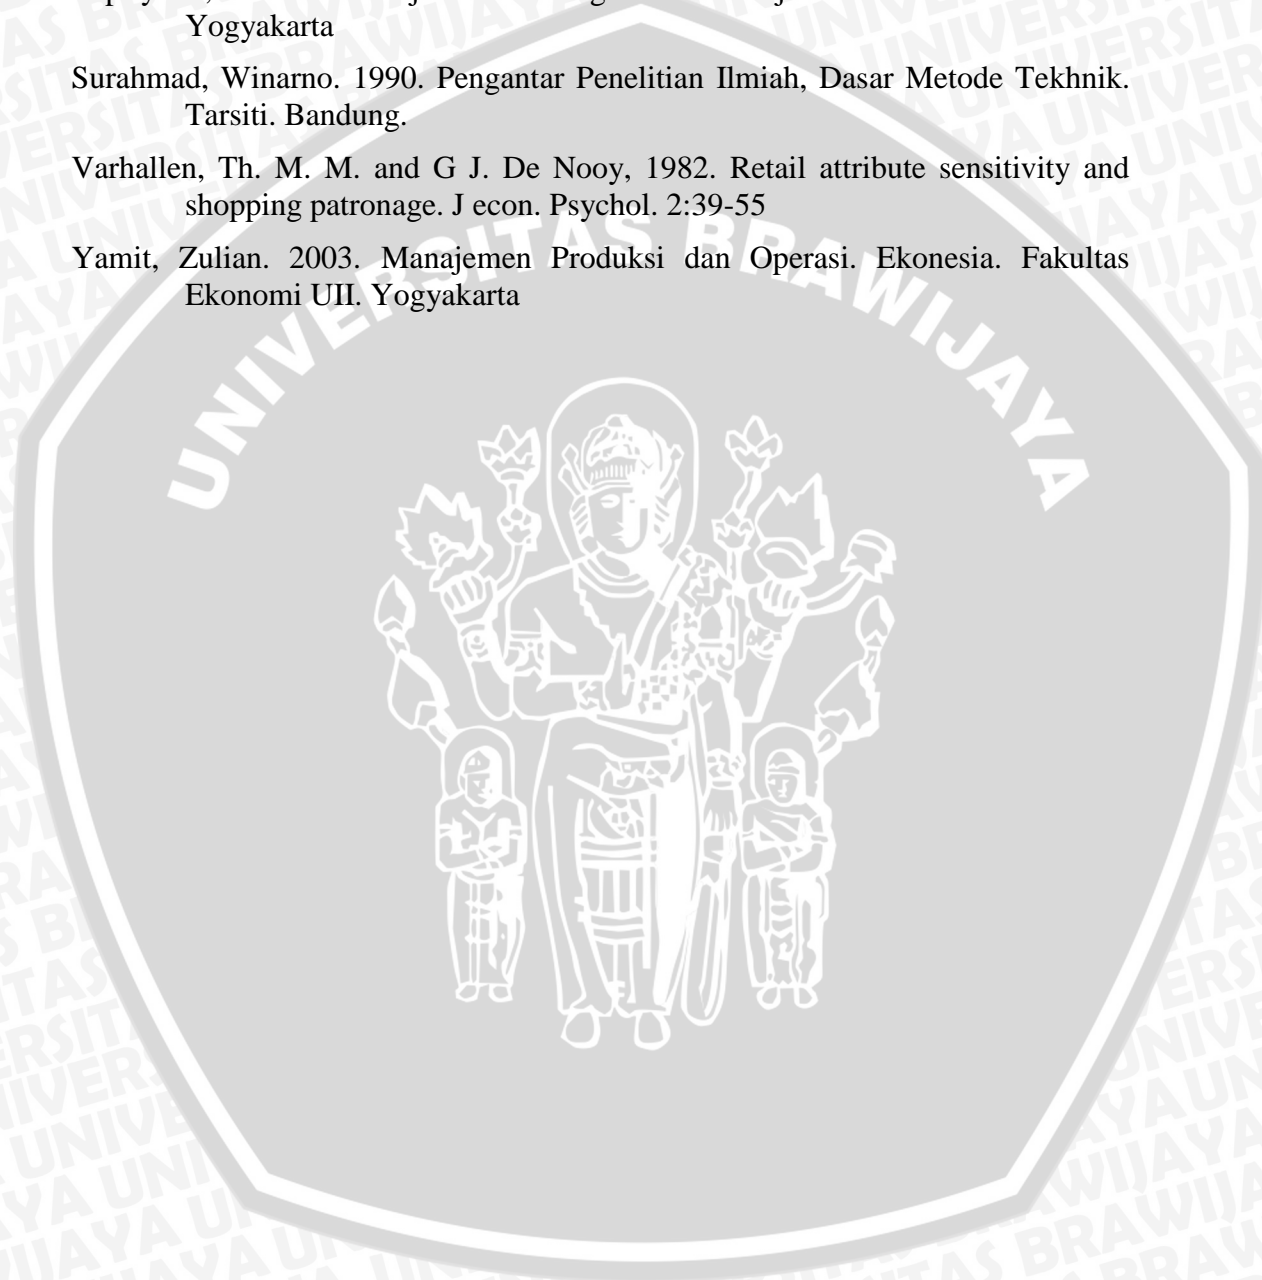 Yogyakarta
Surahmad, Winarno. 1990. Pengantar Penelitian Ilmiah, Dasar Metode Tekhnik.
Tarsiti. Bandung.
Varhallen, Th. M. M. and G J. De Nooy, 1982. Retail attribute sensitivity and
shopping patronage. J econ. Psychol. 2:39-55
Yamit, Zulian. 2003. Manajemen Produksi dan Operasi. Ekonesia. Fakultas
Ekonomi UII. Yogyakarta
UNIVERSITAS BRAWIJAYA